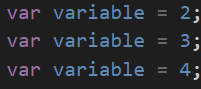 var variable = 2;
var variable = 3;
var variable = 4;